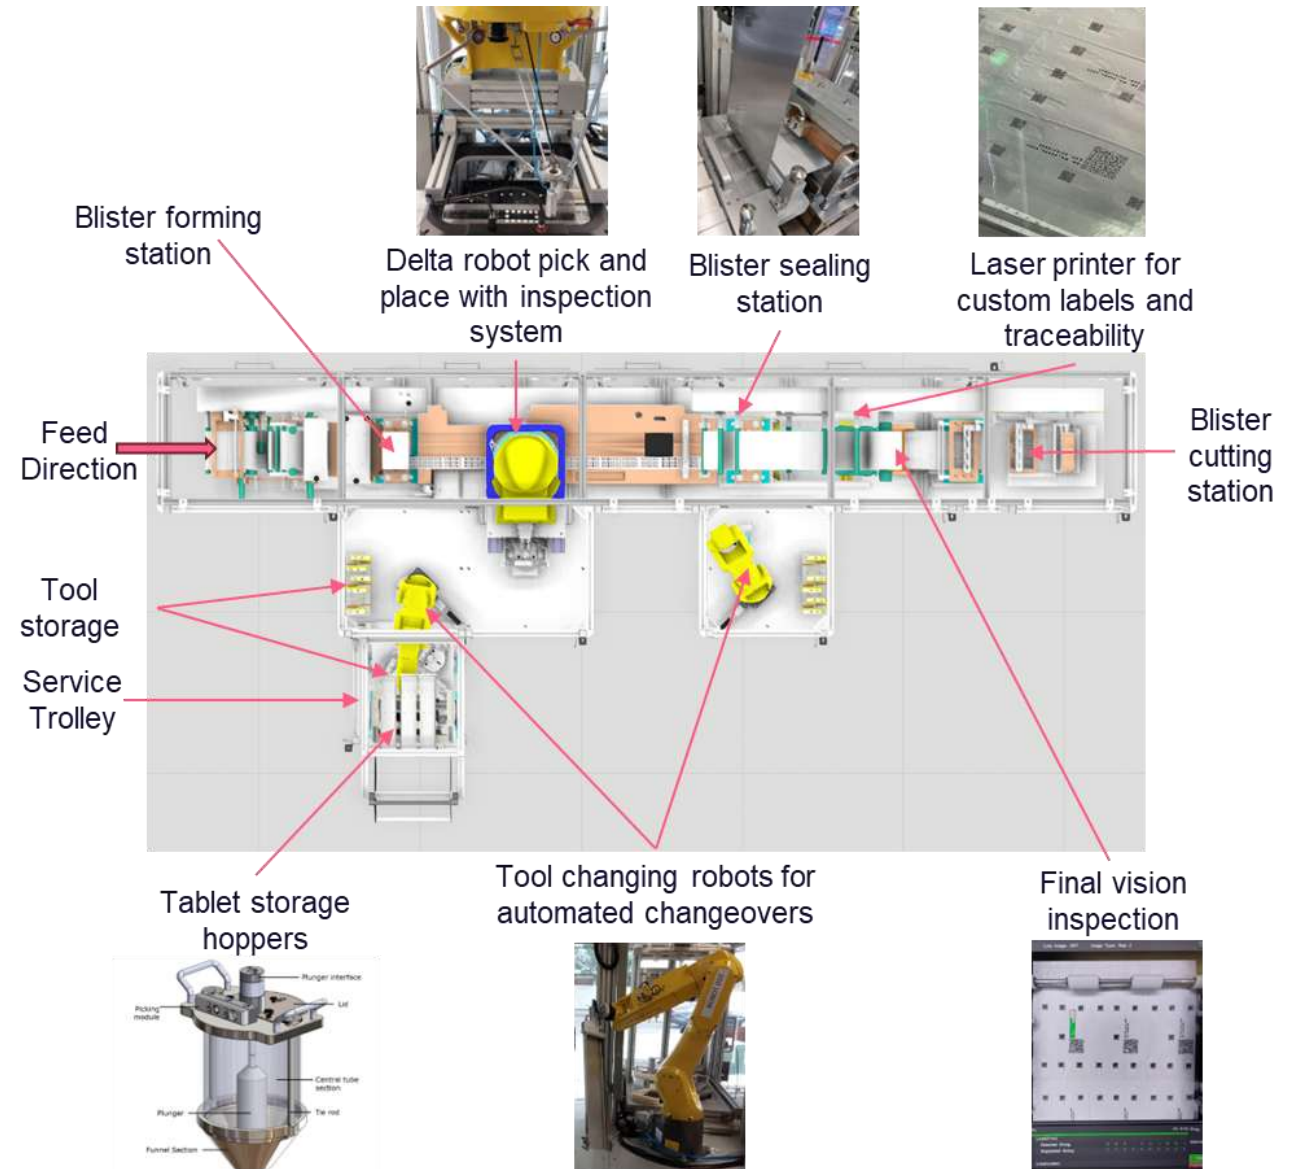 Blister forming
station
Delta robot pick and
place with inspection
system
Blister sealing
station
Laser printer for
custom labels and
traceability
Feed
Direction
Blister
cutting
station
Tool
storage
Service
Trolley
Tablet storage
hoppers
Tool changing robots for
automated changeovers
Final vision
inspection
Plunger interface
Lid
Picking
module
Central tube
section
Plunger
Tie rod
Funnel Section